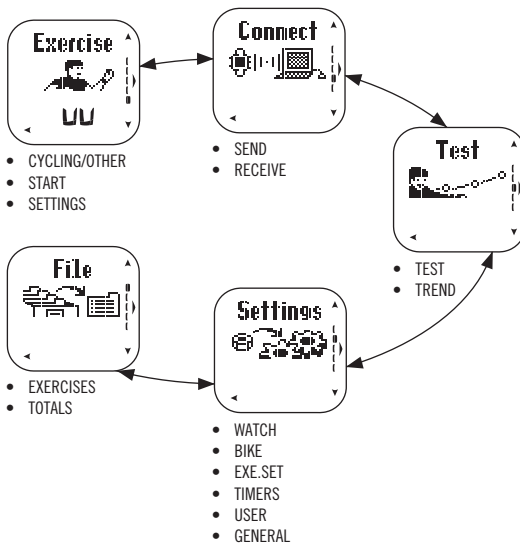 Exercise
• CYCLING/OTHER
• START
• SETTINGS
Connect
• SEND
• RECEIVE
Test
• TEST
• TREND
File
• EXERCISES
• TOTALS
Settings
• WATCH
• BIKE
• EXE.SET
• TIMERS
• USER
• GENERAL